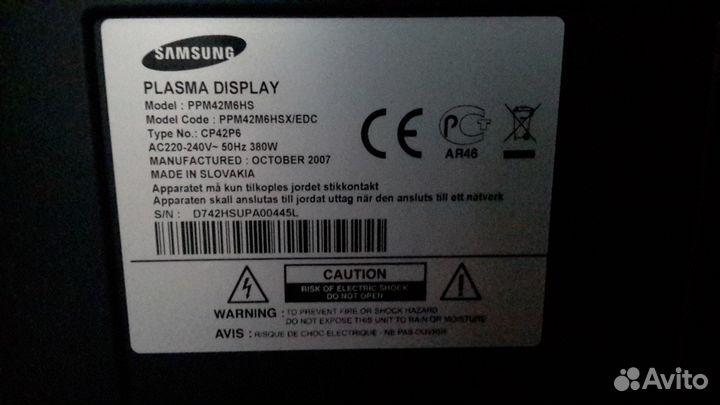 SAMSUNG
PLASMA DISPLAY
Model : PPM42M6HS
Model Code : PPM42M6HSX/EDC
Type No.: CP42P6
AC220-240V~ 50Hz 380W
MANUFACTURED : OCTOBER 2007
MADE IN SLOVAKIA
Apparatet må kun tilkoples jordet stikkontakt
Apparaten skall anslutas till jordat uttag när den ansluts till ett nätverk
S/N : D742HSUPA00445L
CE
PCT
AR46
CAUTION
RISK OF ELECTRIC SHOCK
DO NOT OPEN
WARNING : TO PREVENT FIRE OR SHOCK HAZARD
DO NOT EXPOSE THIS UNIT TO RAIN OR MOISTURE
AVIS : RISQUE DE CHOC ELECTRIQUE - NE PAS OUVRIR
Avito